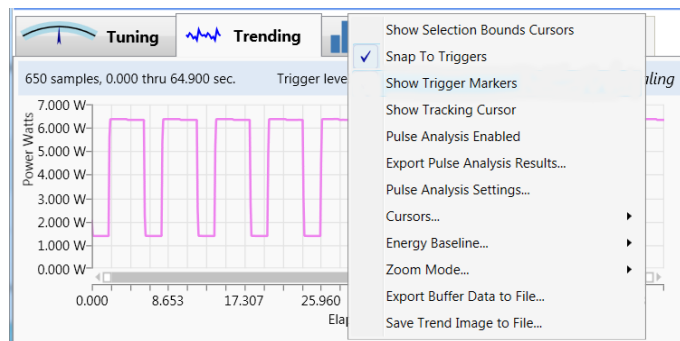 Tuning
Trending
650 samples, 0.000 thru 64.900 sec.
Trigger leve
ling
Power Watts
7.000 W
6.000 W
5.000 W
4.000 W
3.000 W
2.000 W
1.000 W
0.000 W
0.000
8.653
17.307
25.960
Elap
Show Selection Bounds Cursors
Snap To Triggers
Show Trigger Markers
Show Tracking Cursor
Pulse Analysis Enabled
Export Pulse Analysis Results...
Pulse Analysis Settings...
Cursors...
Energy Baseline...
Zoom Mode...
Export Buffer Data to File...
Save Trend Image to File...